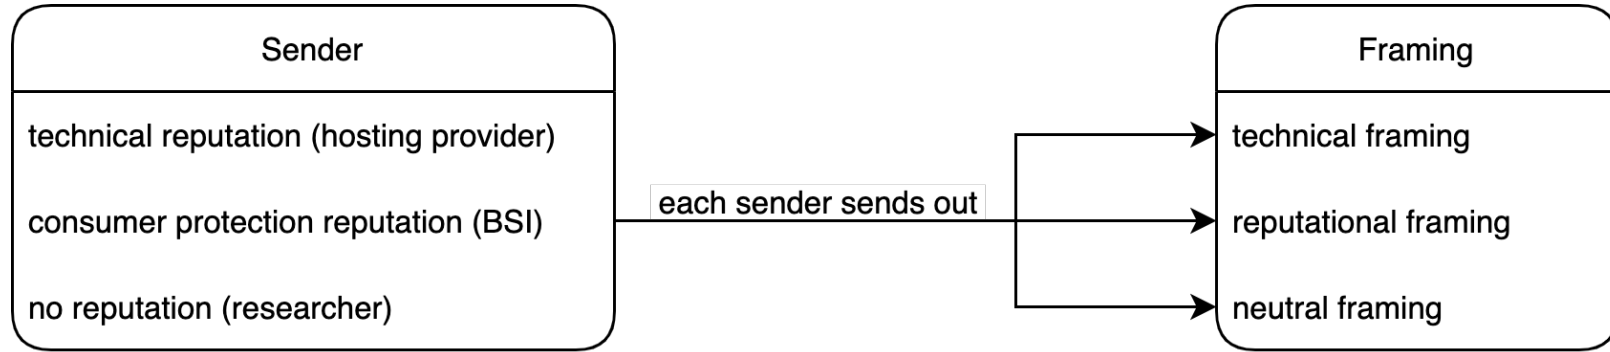 Sender
technical reputation (hosting provider)
consumer protection reputation (BSI)
no reputation (researcher)
each sender sends out
Framing
technical framing
reputational framing
neutral framing